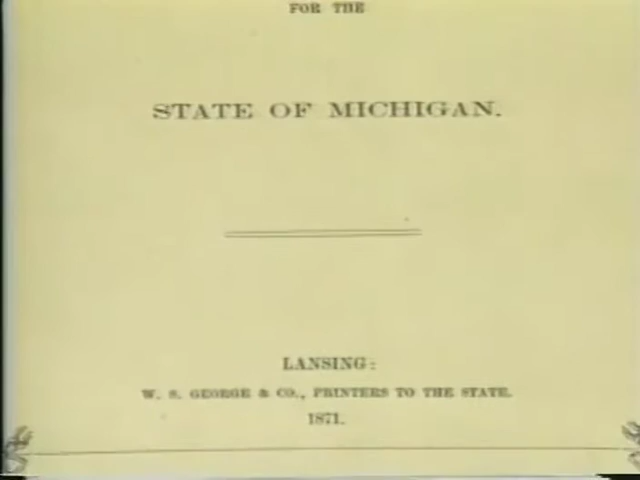 FOR THE
STATE OF MICHIGAN.
LANSING:
W. S. GEORGE & CO., PRINTERS TO THE STATE.
1871.